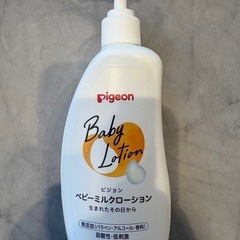 Pigeon
Baby
Lotion
ピジョン
ベビーミルクローション
生まれたその日から
無添加(パラベン・アルコール・香料)
弱酸性・低刺激